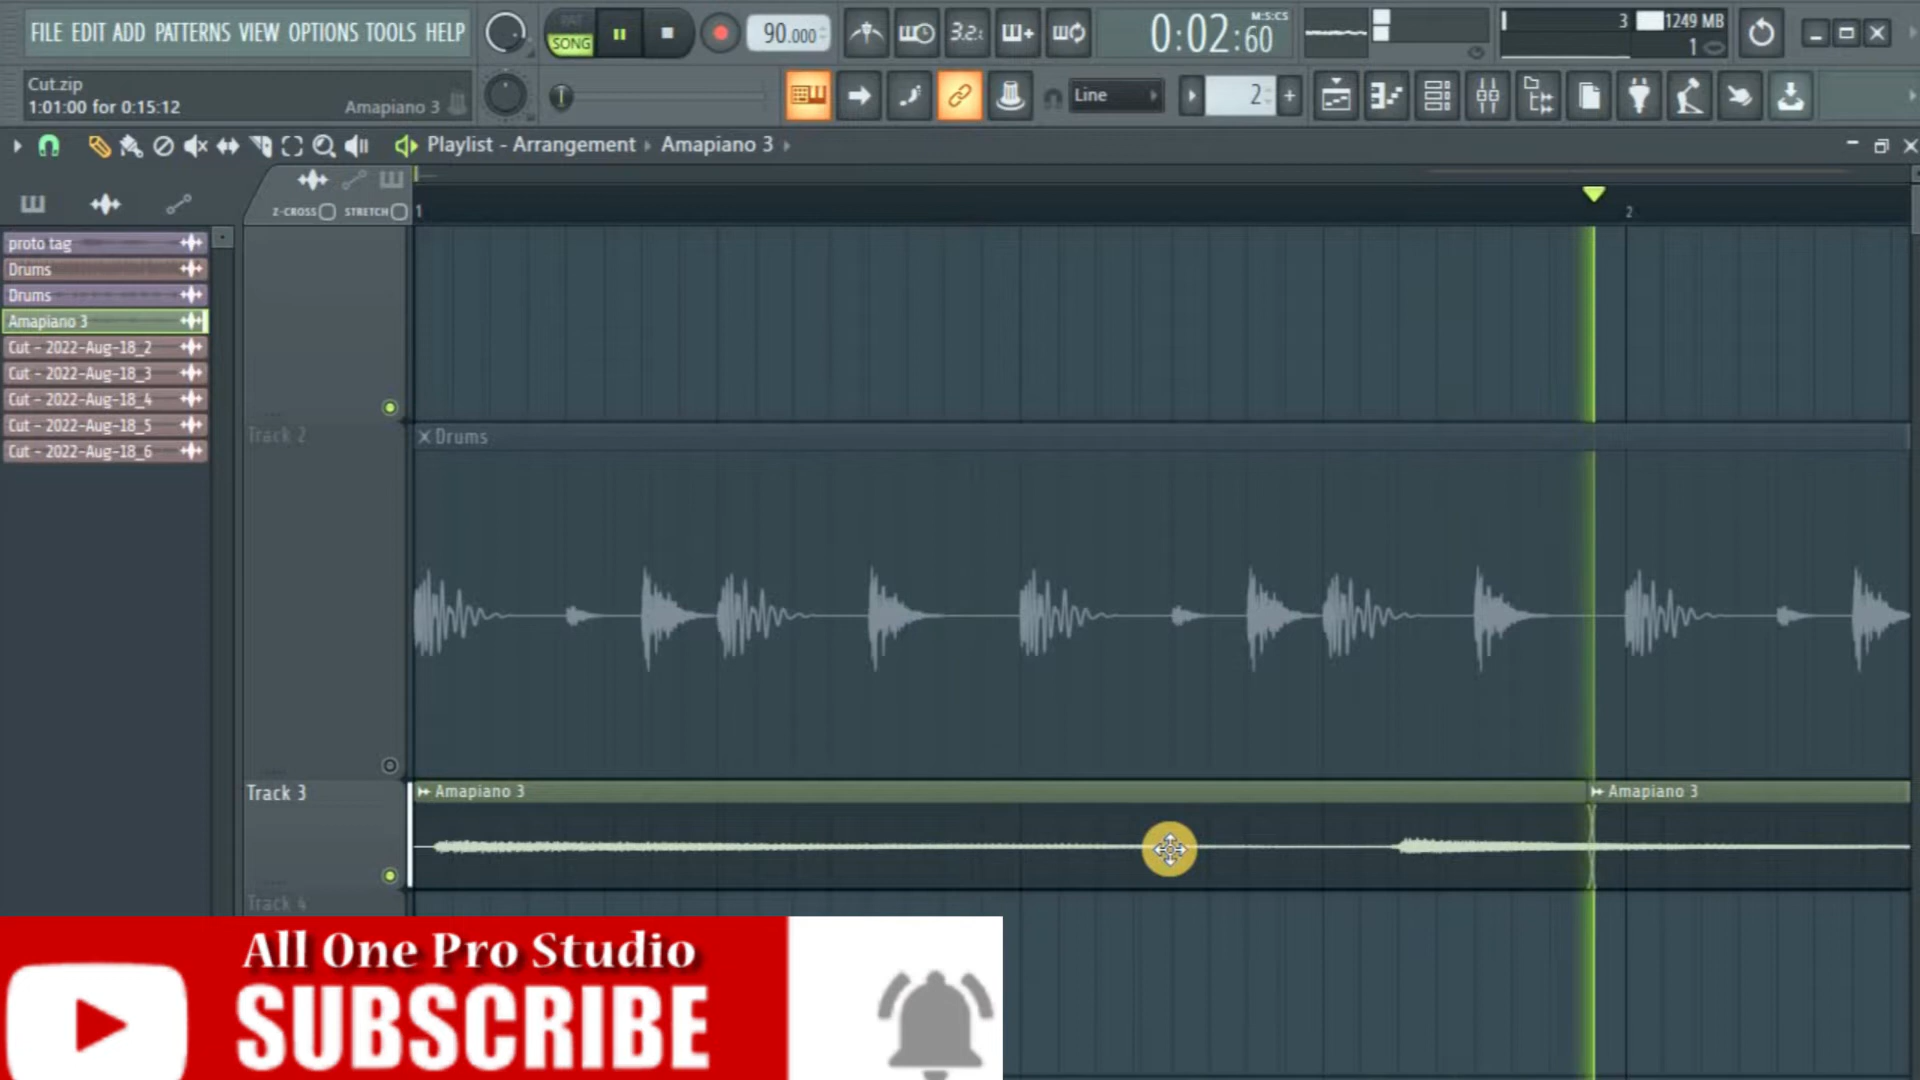 FILE EDIT ADD PATTERNS VIEW OPTIONS TOOLS HELP
PAT
SONG
90.000
3.2:
0:02:60
M:S:CS
3
1249 MB
1
Cut.zip
1:01:00 for 0:15:12
Amapiano 3
Line
2
Playlist - Arrangement
Amapiano 3
Z-CROSS
STRETCH
1
2
proto tag
Drums
Drums
Amapiano 3
Cut - 2022-Aug-18_2
Cut - 2022-Aug-18_3
Cut - 2022-Aug-18_4
Cut - 2022-Aug-18_5
Cut - 2022-Aug-18_6
Track 2
Drums
Track 3
Amapiano 3
Amapiano 3
Track 4
All One Pro Studio
SUBSCRIBE